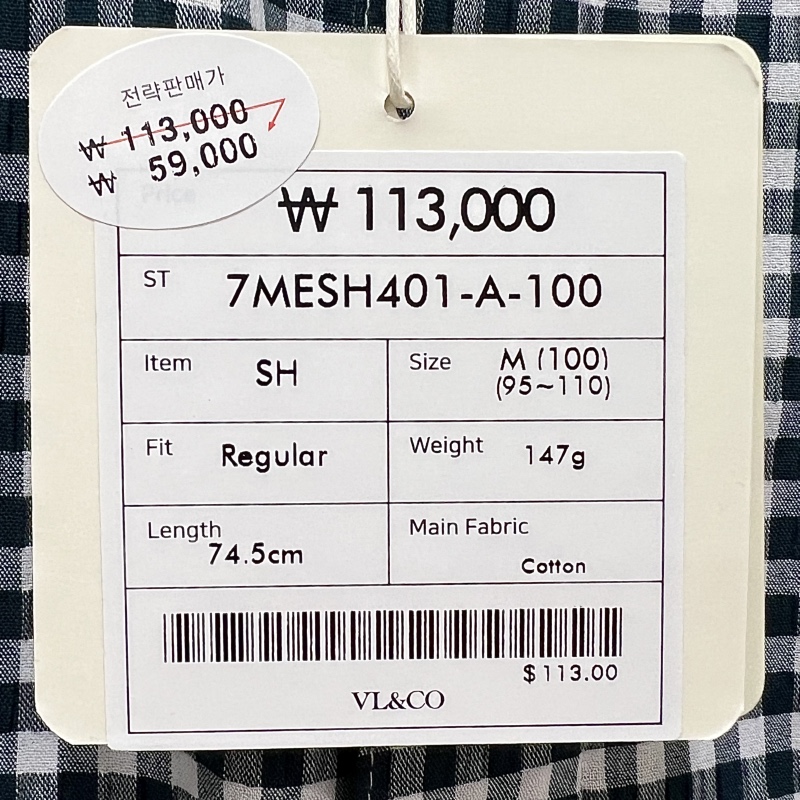 전략판매가
₩ 113,000
₩ 59,000
Price
₩ 113,000
ST 7MESH401-A-100
Item SH
Size M (100)
(95~110)
Fit Regular
Weight 147g
Length
74.5cm
Main Fabric
Cotton
$113.00
VL&CO